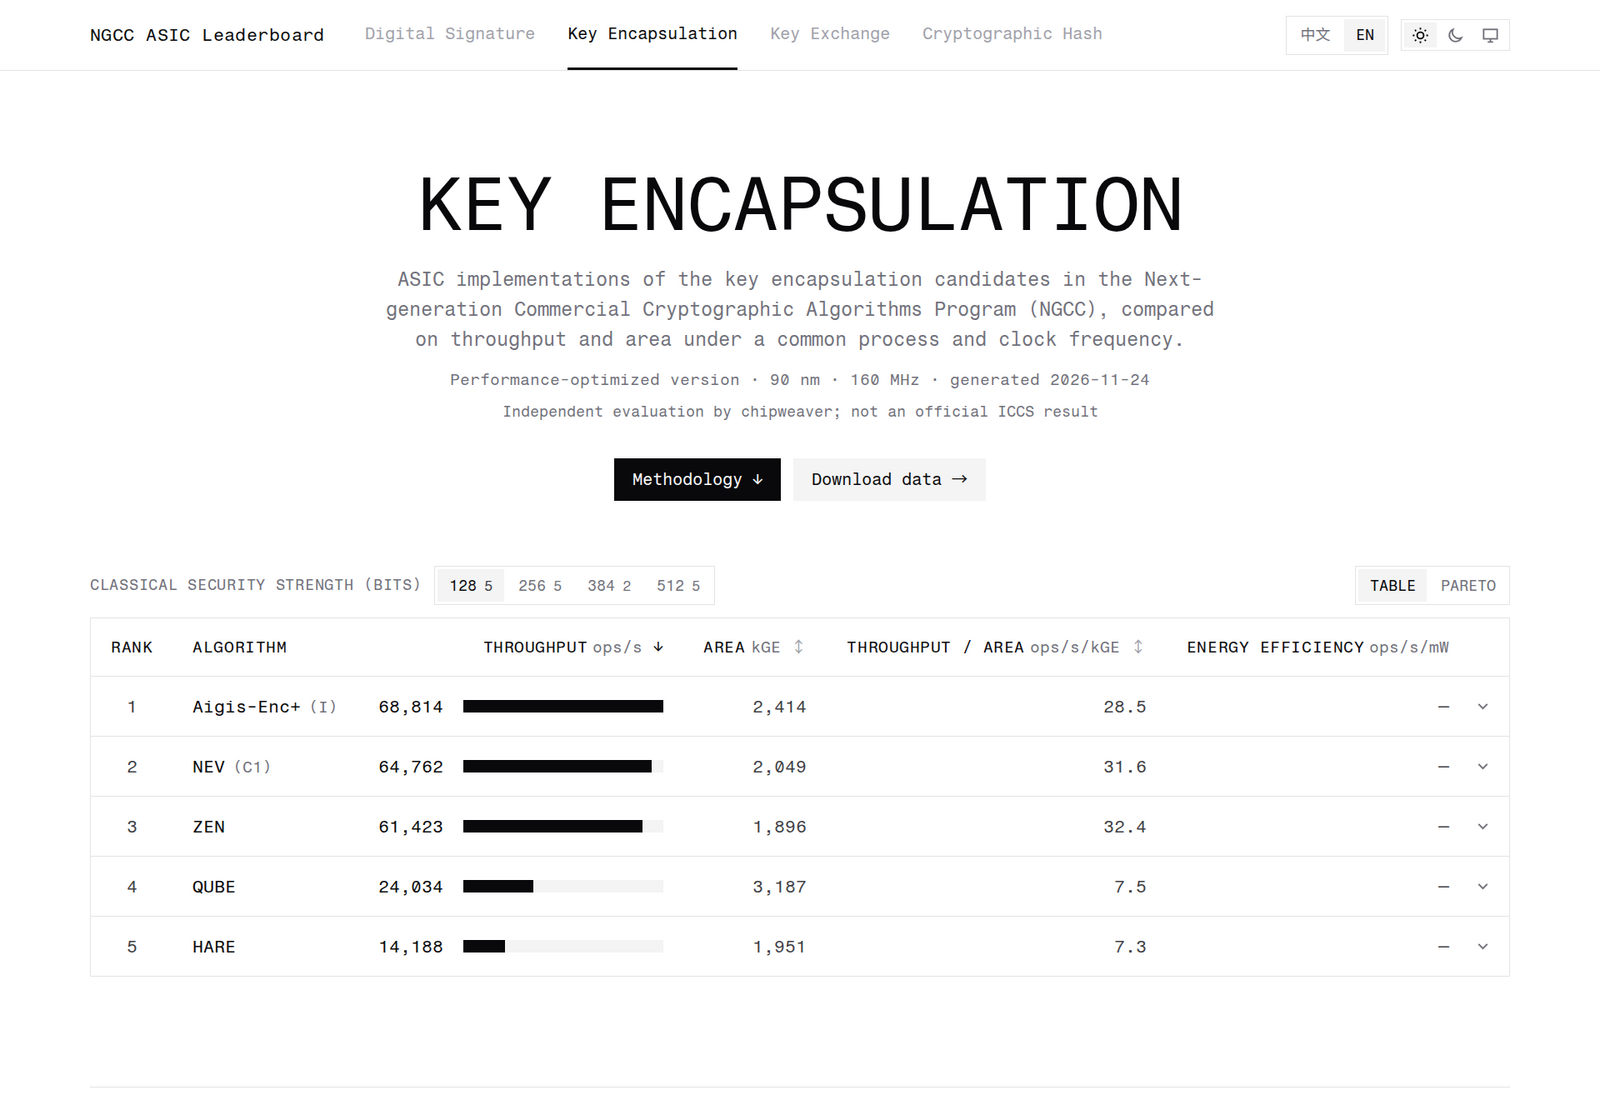 NGCC ASIC Leaderboard Digital Signature Key Encapsulation Key Exchange Cryptographic Hash 中文 EN
KEY ENCAPSULATION
ASIC implementations of the key encapsulation candidates in the Next-
generation Commercial Cryptographic Algorithms Program (NGCC), compared
on throughput and area under a common process and clock frequency.
Performance-optimized version · 90 nm · 160 MHz · generated 2026-11-24
Independent evaluation by chipweaver; not an official ICCS result
Methodology ↓ Download data →
CLASSICAL SECURITY STRENGTH (BITS) 128 5 256 5 384 2 512 5 TABLE PARETO
RANK ALGORITHM THROUGHPUT ops/s ↓ AREA kGE ↕ THROUGHPUT / AREA ops/s/kGE ↕ ENERGY EFFICIENCY ops/s/mW
1 Aigis-Enc+ (I) 68,814 2,414 28.5 —
2 NEV (C1) 64,762 2,049 31.6 —
3 ZEN 61,423 1,896 32.4 —
4 QUBE 24,034 3,187 7.5 —
5 HARE 14,188 1,951 7.3 —